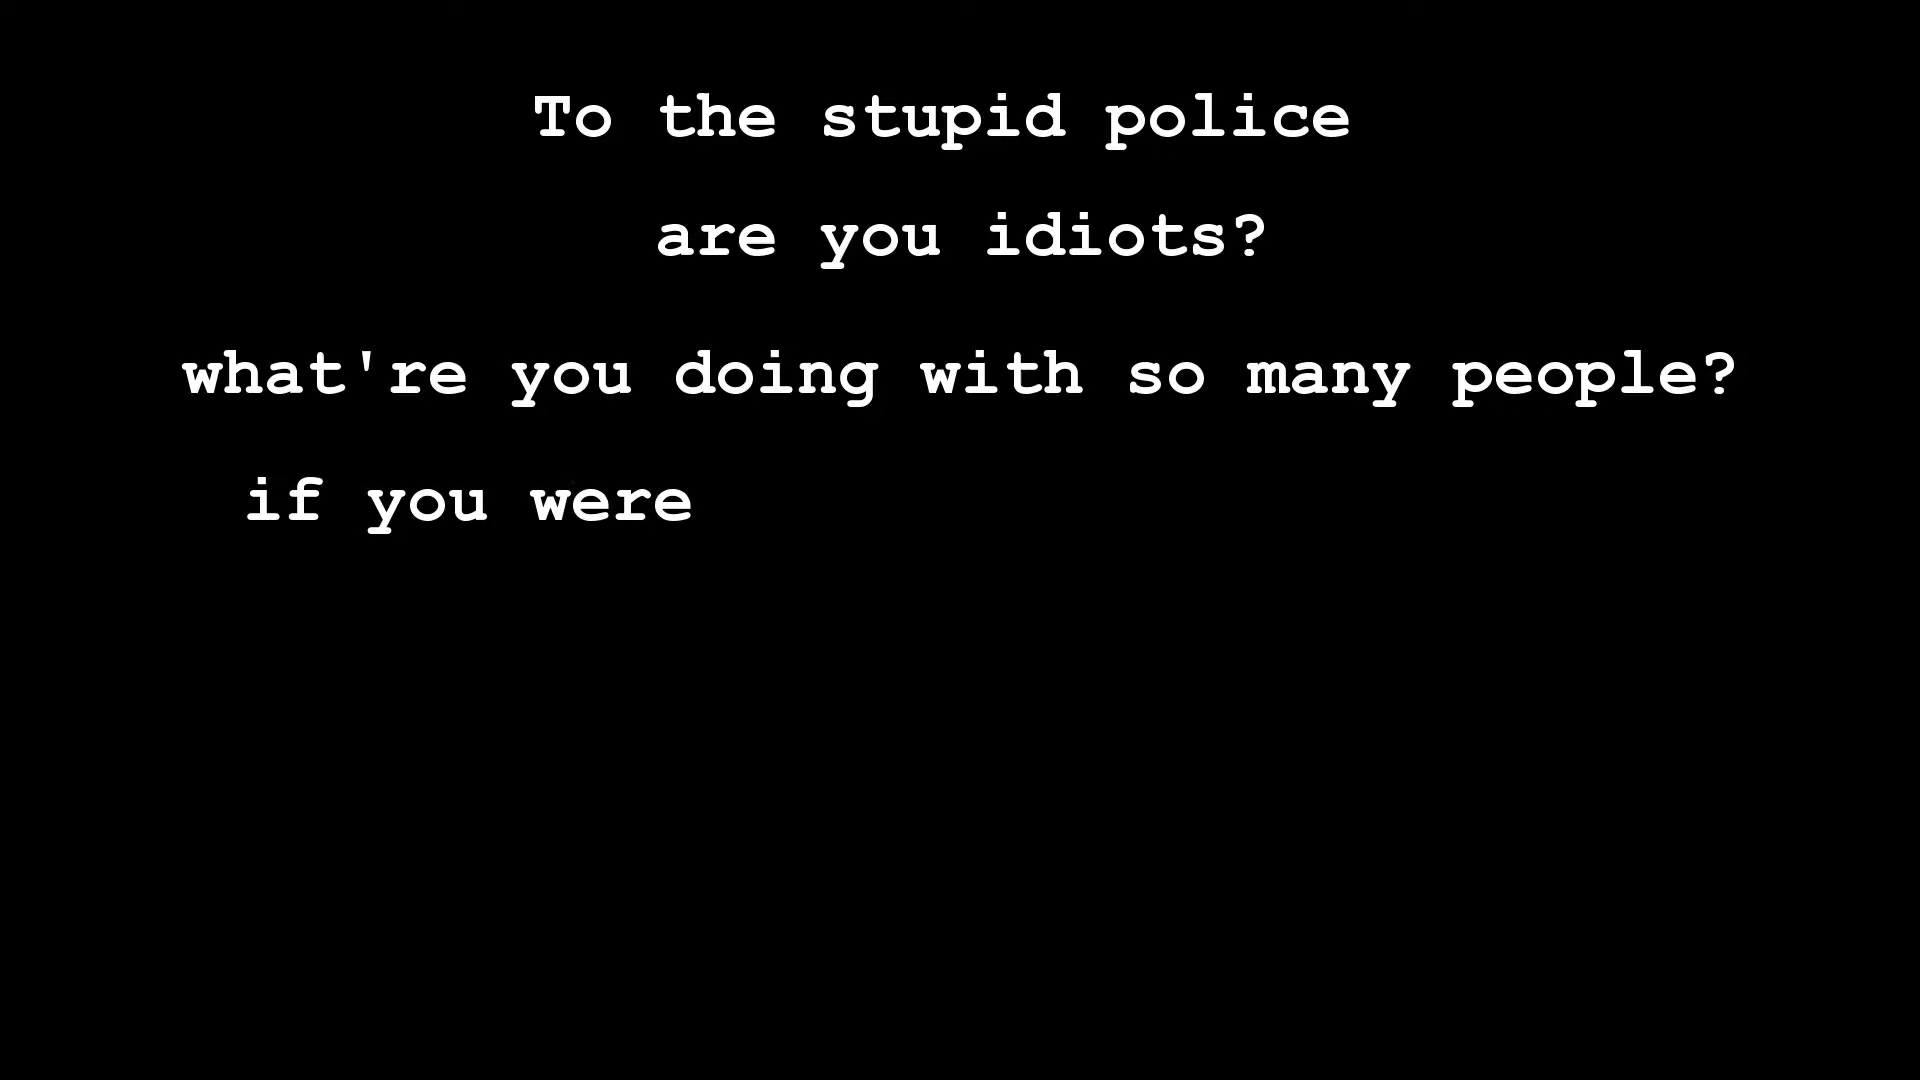 To the stupid police
are you idiots?
what're you doing with so many people?
if you were